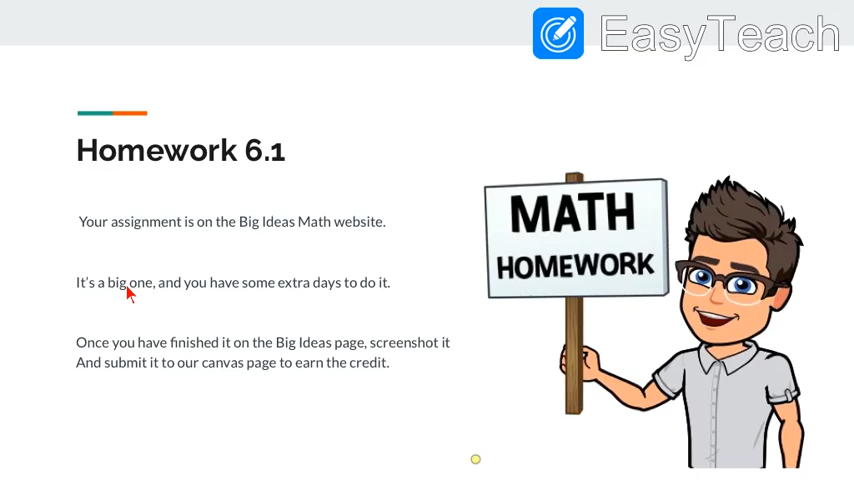 EasyTeach
Homework 6.1
Your assignment is on the Big Ideas Math website.
It's a big one, and you have some extra days to do it.
Once you have finished it on the Big Ideas page, screenshot it
And submit it to our canvas page to earn the credit.
MATH
HOMEWORK